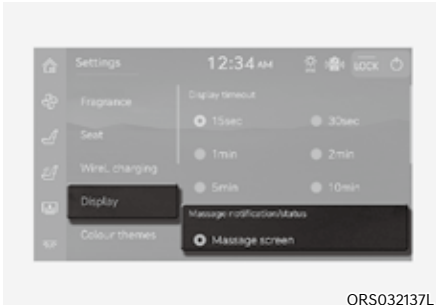 Settings
12:34 AM
LOCK
Fragrance
Display timeout
15sec
30sec
Seat
1min
2min
Wirel. charging
5min
10min
Display
Massage notification/status
Colour themes
Massage screen
ORS032137L